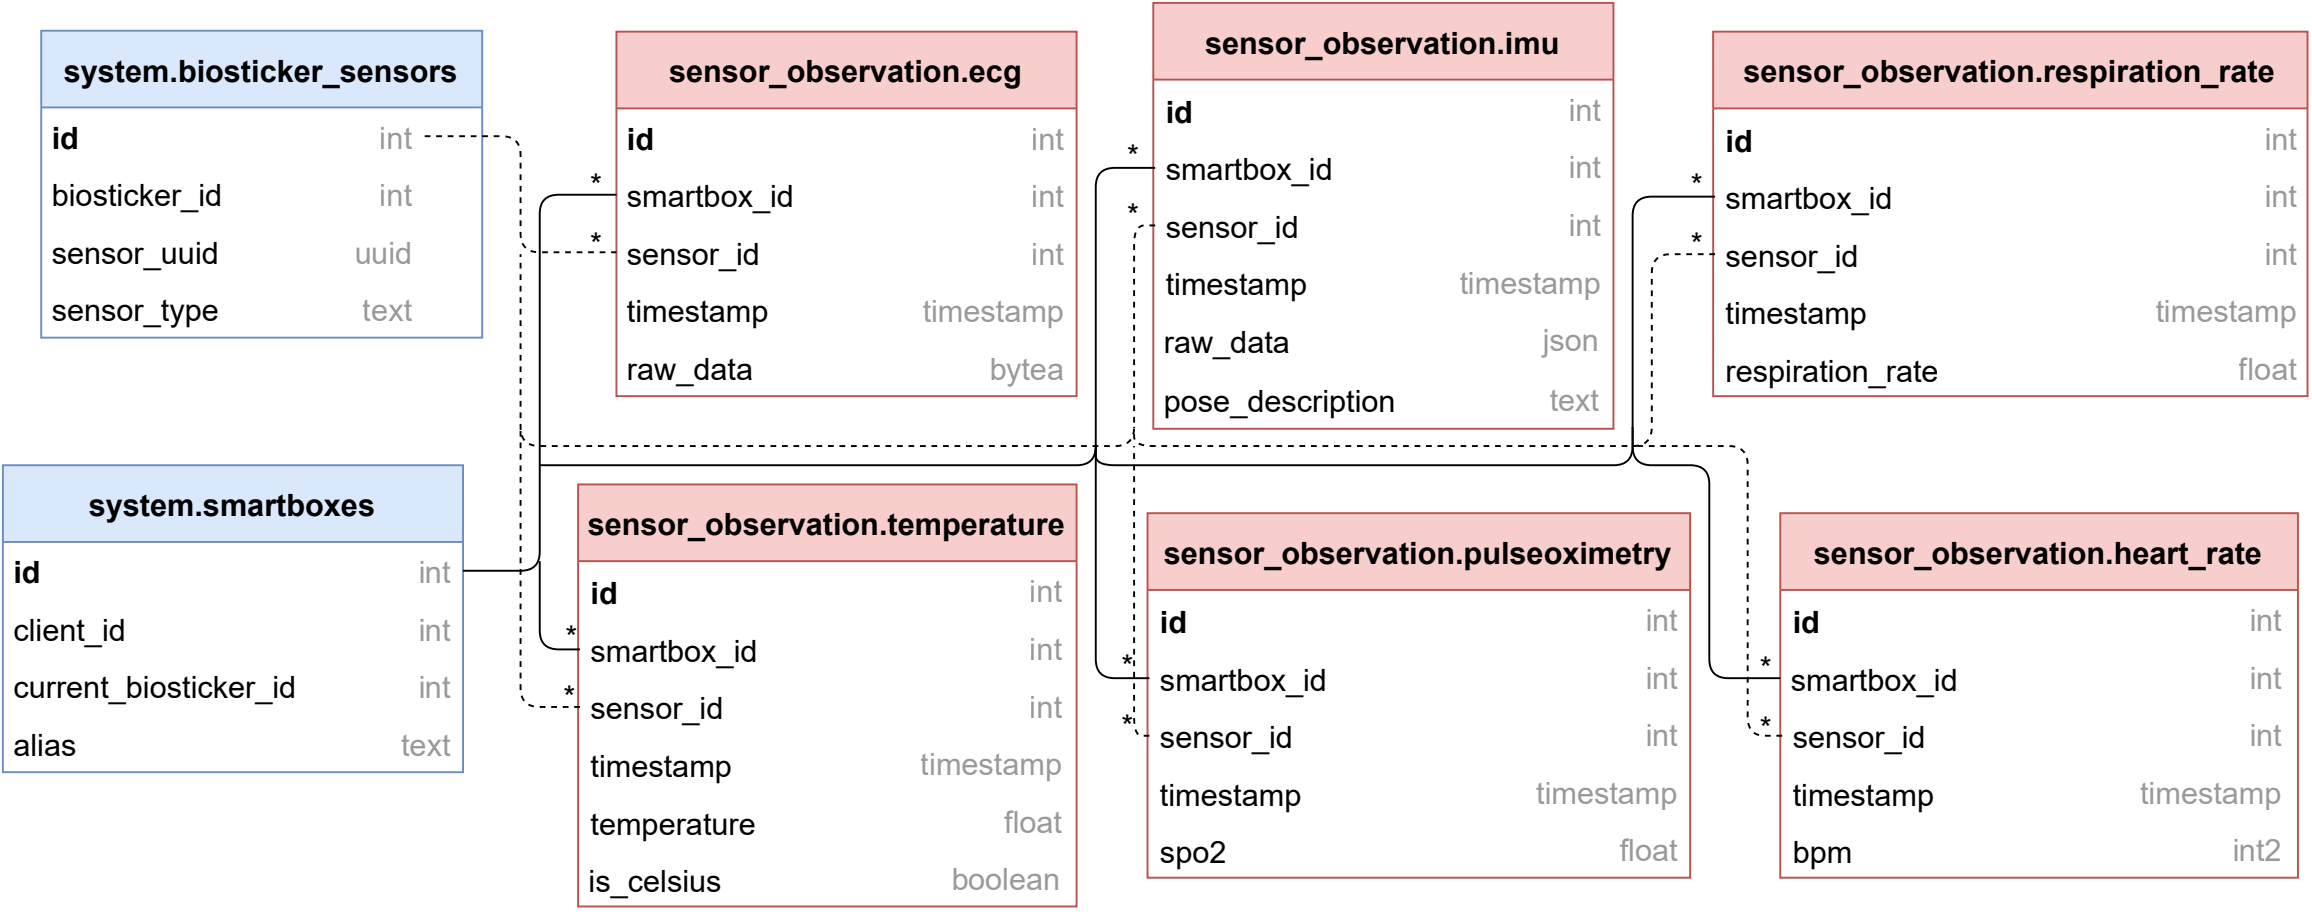 system.biosticker_sensors
id int
biosticker_id int
sensor_uuid uuid
sensor_type text
sensor_observation.ecg
id int
* smartbox_id int
* sensor_id int
timestamp timestamp
raw_data bytea
sensor_observation.imu
id int
* smartbox_id int
* sensor_id int
timestamp timestamp
raw_data json
pose_description text
sensor_observation.respiration_rate
id int
* smartbox_id int
* sensor_id int
timestamp timestamp
respiration_rate float
system.smartboxes
id int
client_id int
current_biosticker_id int
alias text
sensor_observation.temperature
id int
* smartbox_id int
* sensor_id int
timestamp timestamp
temperature float
is_celsius boolean
sensor_observation.pulseoximetry
id int
* smartbox_id int
* sensor_id int
timestamp timestamp
spo2 float
sensor_observation.heart_rate
id int
* smartbox_id int
* sensor_id int
timestamp timestamp
bpm int2